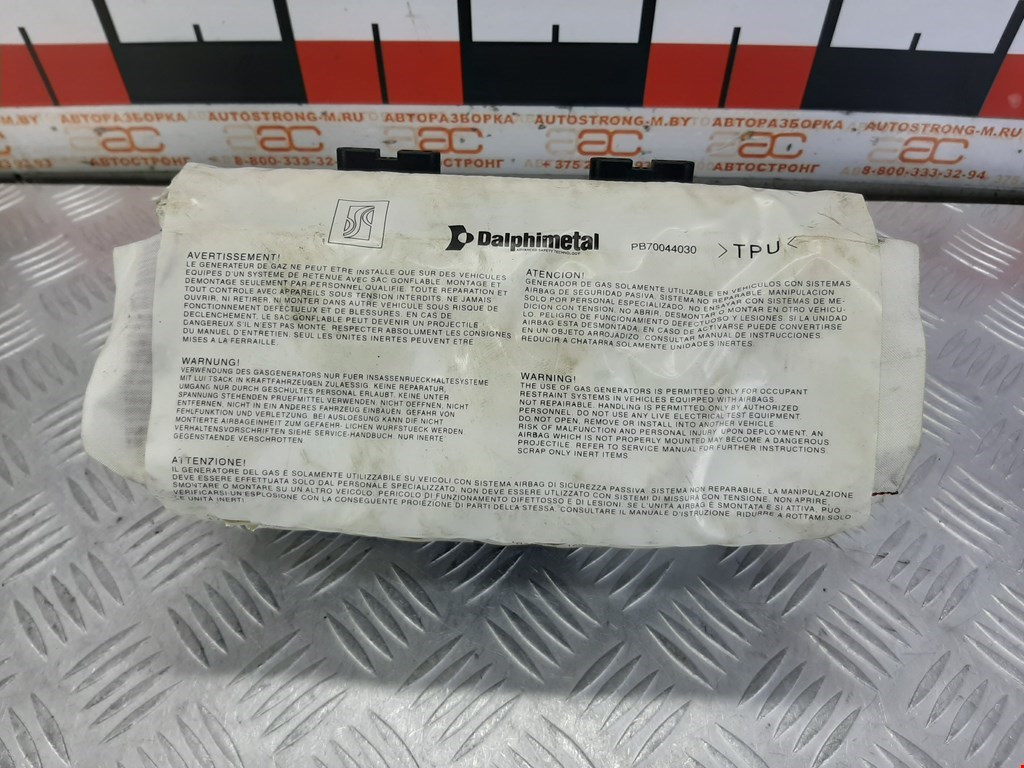 АВТОРАЗБОРКА
AUTOSTRONG-M.RU
АВТОРАЗБОРКА
AUTOSTRONG-M.BY
АВТОРАЗБОРКА
AUTOSTRONG-M.RU
АВТОСТРОНГ
8-800-333-32-
АВТОСТРОНГ
+375 2
АВТОСТРОНГ
8-800-333-32-94
Dalphimetal
PB70044030
>TPU<
AVERTISSEMENT!
LE GENERATEUR DE GAZ NE PEUT ETRE INSTALLE QUE SUR DES VEHICULES
EQUIPES D'UN SYSTEME DE RETENUE AVEC SAC GONFLABLE. MONTAGE ET
DEMONTAGE SEULEMENT PAR PERSONNEL QUALIFIE. TOUTE REPARATION ET
TOUT CONTROLE AVEC APPAREILS SOUS TENSION INTERDITS. NE JAMAIS
OUVRIR, NI RETIRER, NI MONTER DANS AUTRE VEHICULE SOUS RISQUE DE
FONCTIONNEMENT DEFECTUEUX ET DE BLESSURES. EN CAS DE
DECLENCHEMENT, LE SAC GONFLABLE PEUT DEVENIR UN PROJECTILE
DANGEREUX S'IL N'EST PAS MONTE. RESPECTER ABSOLUMENT LES CONSIGNES
DU MANUEL D'ENTRETIEN. SEUL LES UNITES INERTES PEUVENT ETRE
MISES A LA FERRAILLE.
ATENCION!
GENERADOR DE GAS SOLAMENTE UTILIZABLE EN VEHICULOS CON SISTEMAS
AIRBAG DE SEGURIDAD PASIVA. SISTEMA NO REPARABLE. MANIPULACION
SOLO POR PERSONAL ESPECIALIZADO. NO ENSAYAR CON SISTEMAS DE ME-
DICION CON TENSION. NO ABRIR, DESMONTAR O MONTAR EN OTRO VEHICU-
LO. PELIGRO DE FUNCIONAMIENTO DEFECTUOSO Y LESIONES. SI LA UNIDAD
AIRBAG ESTA DESMONTADA, EN CASO DE ACTIVARSE PUEDE CONVERTIRSE
EN UN OBJETO ARROJADIZO. CONSULTAR MANUAL DE INSTRUCCIONES.
REDUCIR A CHATARRA SOLAMENTE UNIDADES INERTES.
WARNUNG!
VERWENDUNG DES GASGENERATORS NUR FUER INSASSENRUECKHALTESYSTEME
MIT LUFTSACK IN KRAFTFAHRZEUGEN ZULAESSIG. KEINE REPARATUR,
UMGANG NUR DURCH GESCHULTES PERSONAL ERLAUBT. KEINE UNTER
SPANNUNG STEHENDEN PRUEFMITTEL VERWENDEN. NICHT OEFFNEN, NICHT
ENTFERNEN, NICHT IN EIN ANDERES FAHRZEUG EINBAUEN. GEFAHR VON
FEHLFUNKTION UND VERLETZUNG. BEI AUSLOESUNG KANN DIE NICHT
MONTIERTE AIRBAGEINHEIT ZUM GEFAEHR- LICHEN WURFSTUECK WERDEN.
VERHALTENSVORSCHRIFTEN SIEHE SERVICE-HANDBUCH. NUR INERTE
GEGENSTAENDE VERSCHROTTEN.
WARNING!
THE USE OF GAS GENERATORS IS PERMITTED ONLY FOR OCCUPANT
RESTRAINT SYSTEMS IN VEHICLES EQUIPPED WITH AIRBAGS.
NOT REPAIRABLE. HANDLING IS PERMITTED ONLY BY AUTHORIZED
PERSONNEL. DO NOT USE ANY LIVE ELECTRICAL TEST EQUIPMENT.
DO NOT OPEN, REMOVE OR INSTALL INTO ANOTHER VEHICLE.
RISK OF MALFUNCTION AND PERSONAL INJURY. UPON DEPLOYMENT, AN
AIRBAG WHICH IS NOT PROPERLY MOUNTED MAY BECOME A DANGEROUS
PROJECTILE. REFER TO SERVICE MANUAL FOR FURTHER INSTRUCTIONS.
SCRAP ONLY INERT ITEMS.
ATTENZIONE!
IL GENERATORE DEL GAS È SOLAMENTE UTILIZZABILE SU VEICOLI CON SISTEMA AIRBAG DI SICUREZZA PASSIVA. SISTEMA NON REPARABILE. LA MANIPULAZIONE
DEVE ESSERE EFFETTUATA SOLO DAL PERSONALE SPECIALIZZATO. NON DEVE ESSERE UTILIZZATO CON SISTEMI DI MISSURA CON TENSIONE. NON APRIRE,
SMONTARE O MONTARE SU UN ALTRO VEICOLO. PERICOLO DI FUNZIONAMENTO DIFETTOSO E DI LESIONI. SE L'UNITÀ AIRBAG È SMONTATA E SI ATTIVA, PUÒ
VERIFICARSI UN ESPLOSIONE CON LA CONSEGUENTE PROIEZIONE DI PARTI DELLA STESSA. CONSULTARE IL MANUALE D'ISTRUZIONE. RIDURRE A ROTTAMI SOLO
LE UNITÀ INERTI.